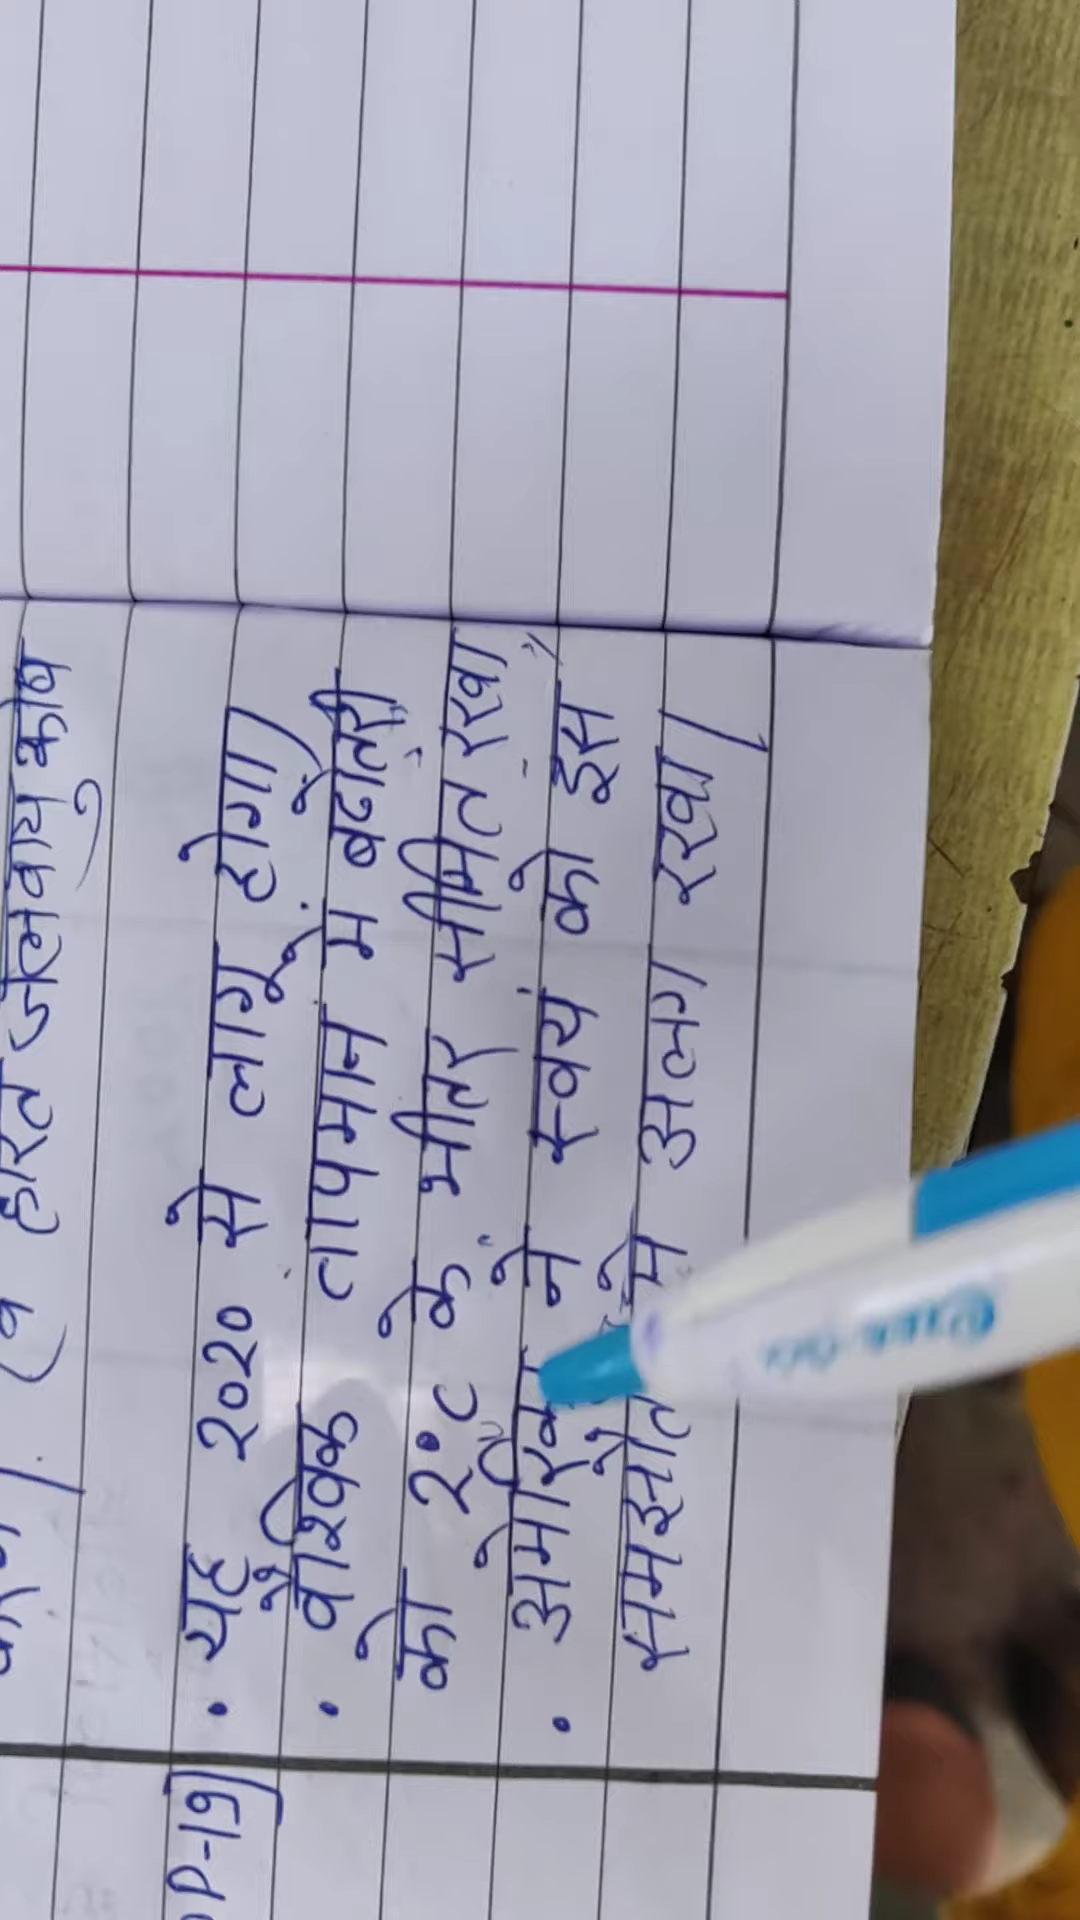 हरित जलवायु कोष
P-19) • यह 2020 से लागू होगा।
• वैश्विक तापमान में बढ़ोतरी
को 2°C के भीतर सीमित रखा
• अमेरिका ने स्वयं को इस
समझौते में अलग रखा।